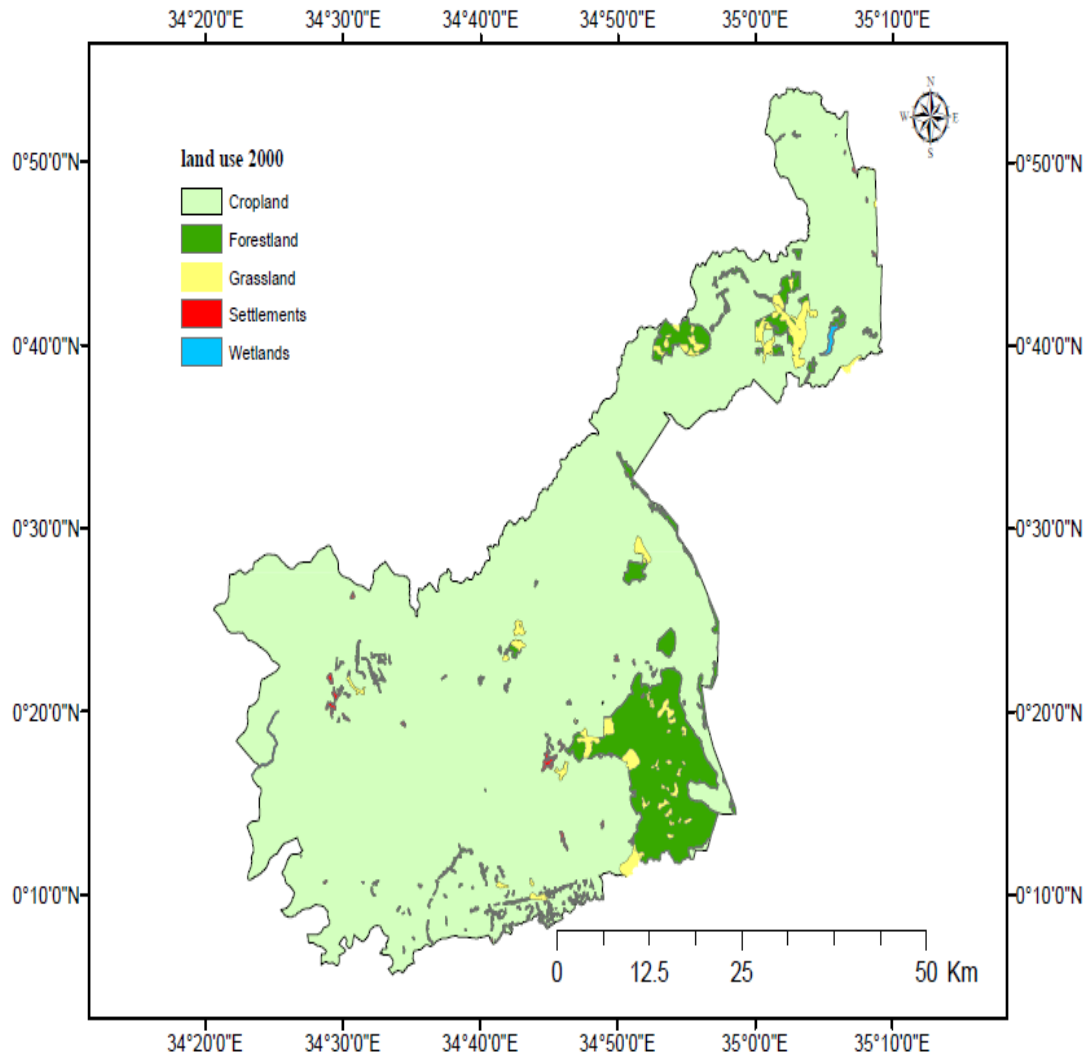 34°20'0"E 34°30'0"E 34°40'0"E 34°50'0"E 35°0'0"E 35°10'0"E
N
W E
S
land use 2000
Cropland
Forestland
Grassland
Settlements
Wetlands
0°50'0"N 0°50'0"N
0°40'0"N 0°40'0"N
0°30'0"N 0°30'0"N
0°20'0"N 0°20'0"N
0°10'0"N 0°10'0"N
0 12.5 25 50 Km
34°20'0"E 34°30'0"E 34°40'0"E 34°50'0"E 35°0'0"E 35°10'0"E